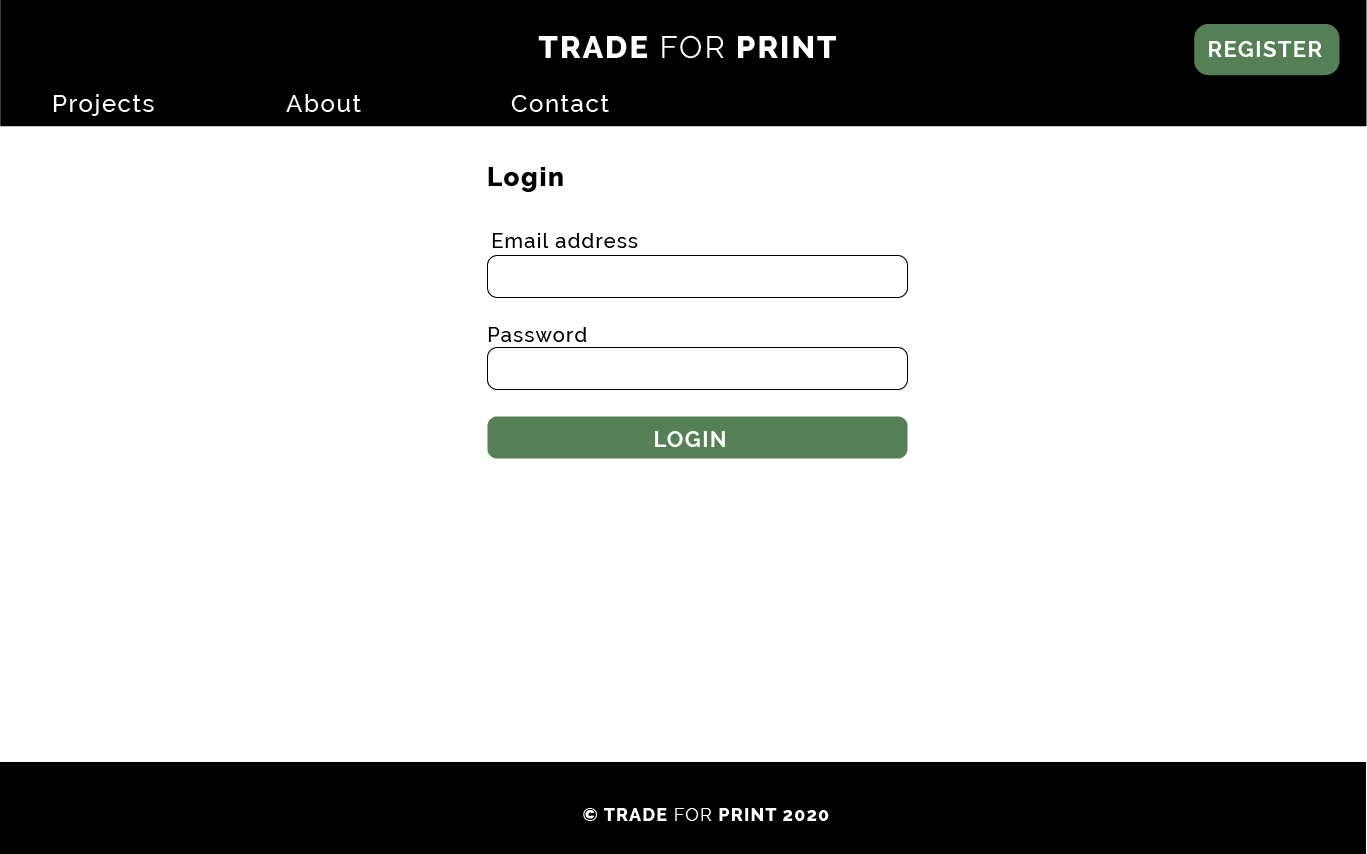 TRADE FOR PRINT
REGISTER
Projects About Contact
Login
Email address
Password
LOGIN
© TRADE FOR PRINT 2020